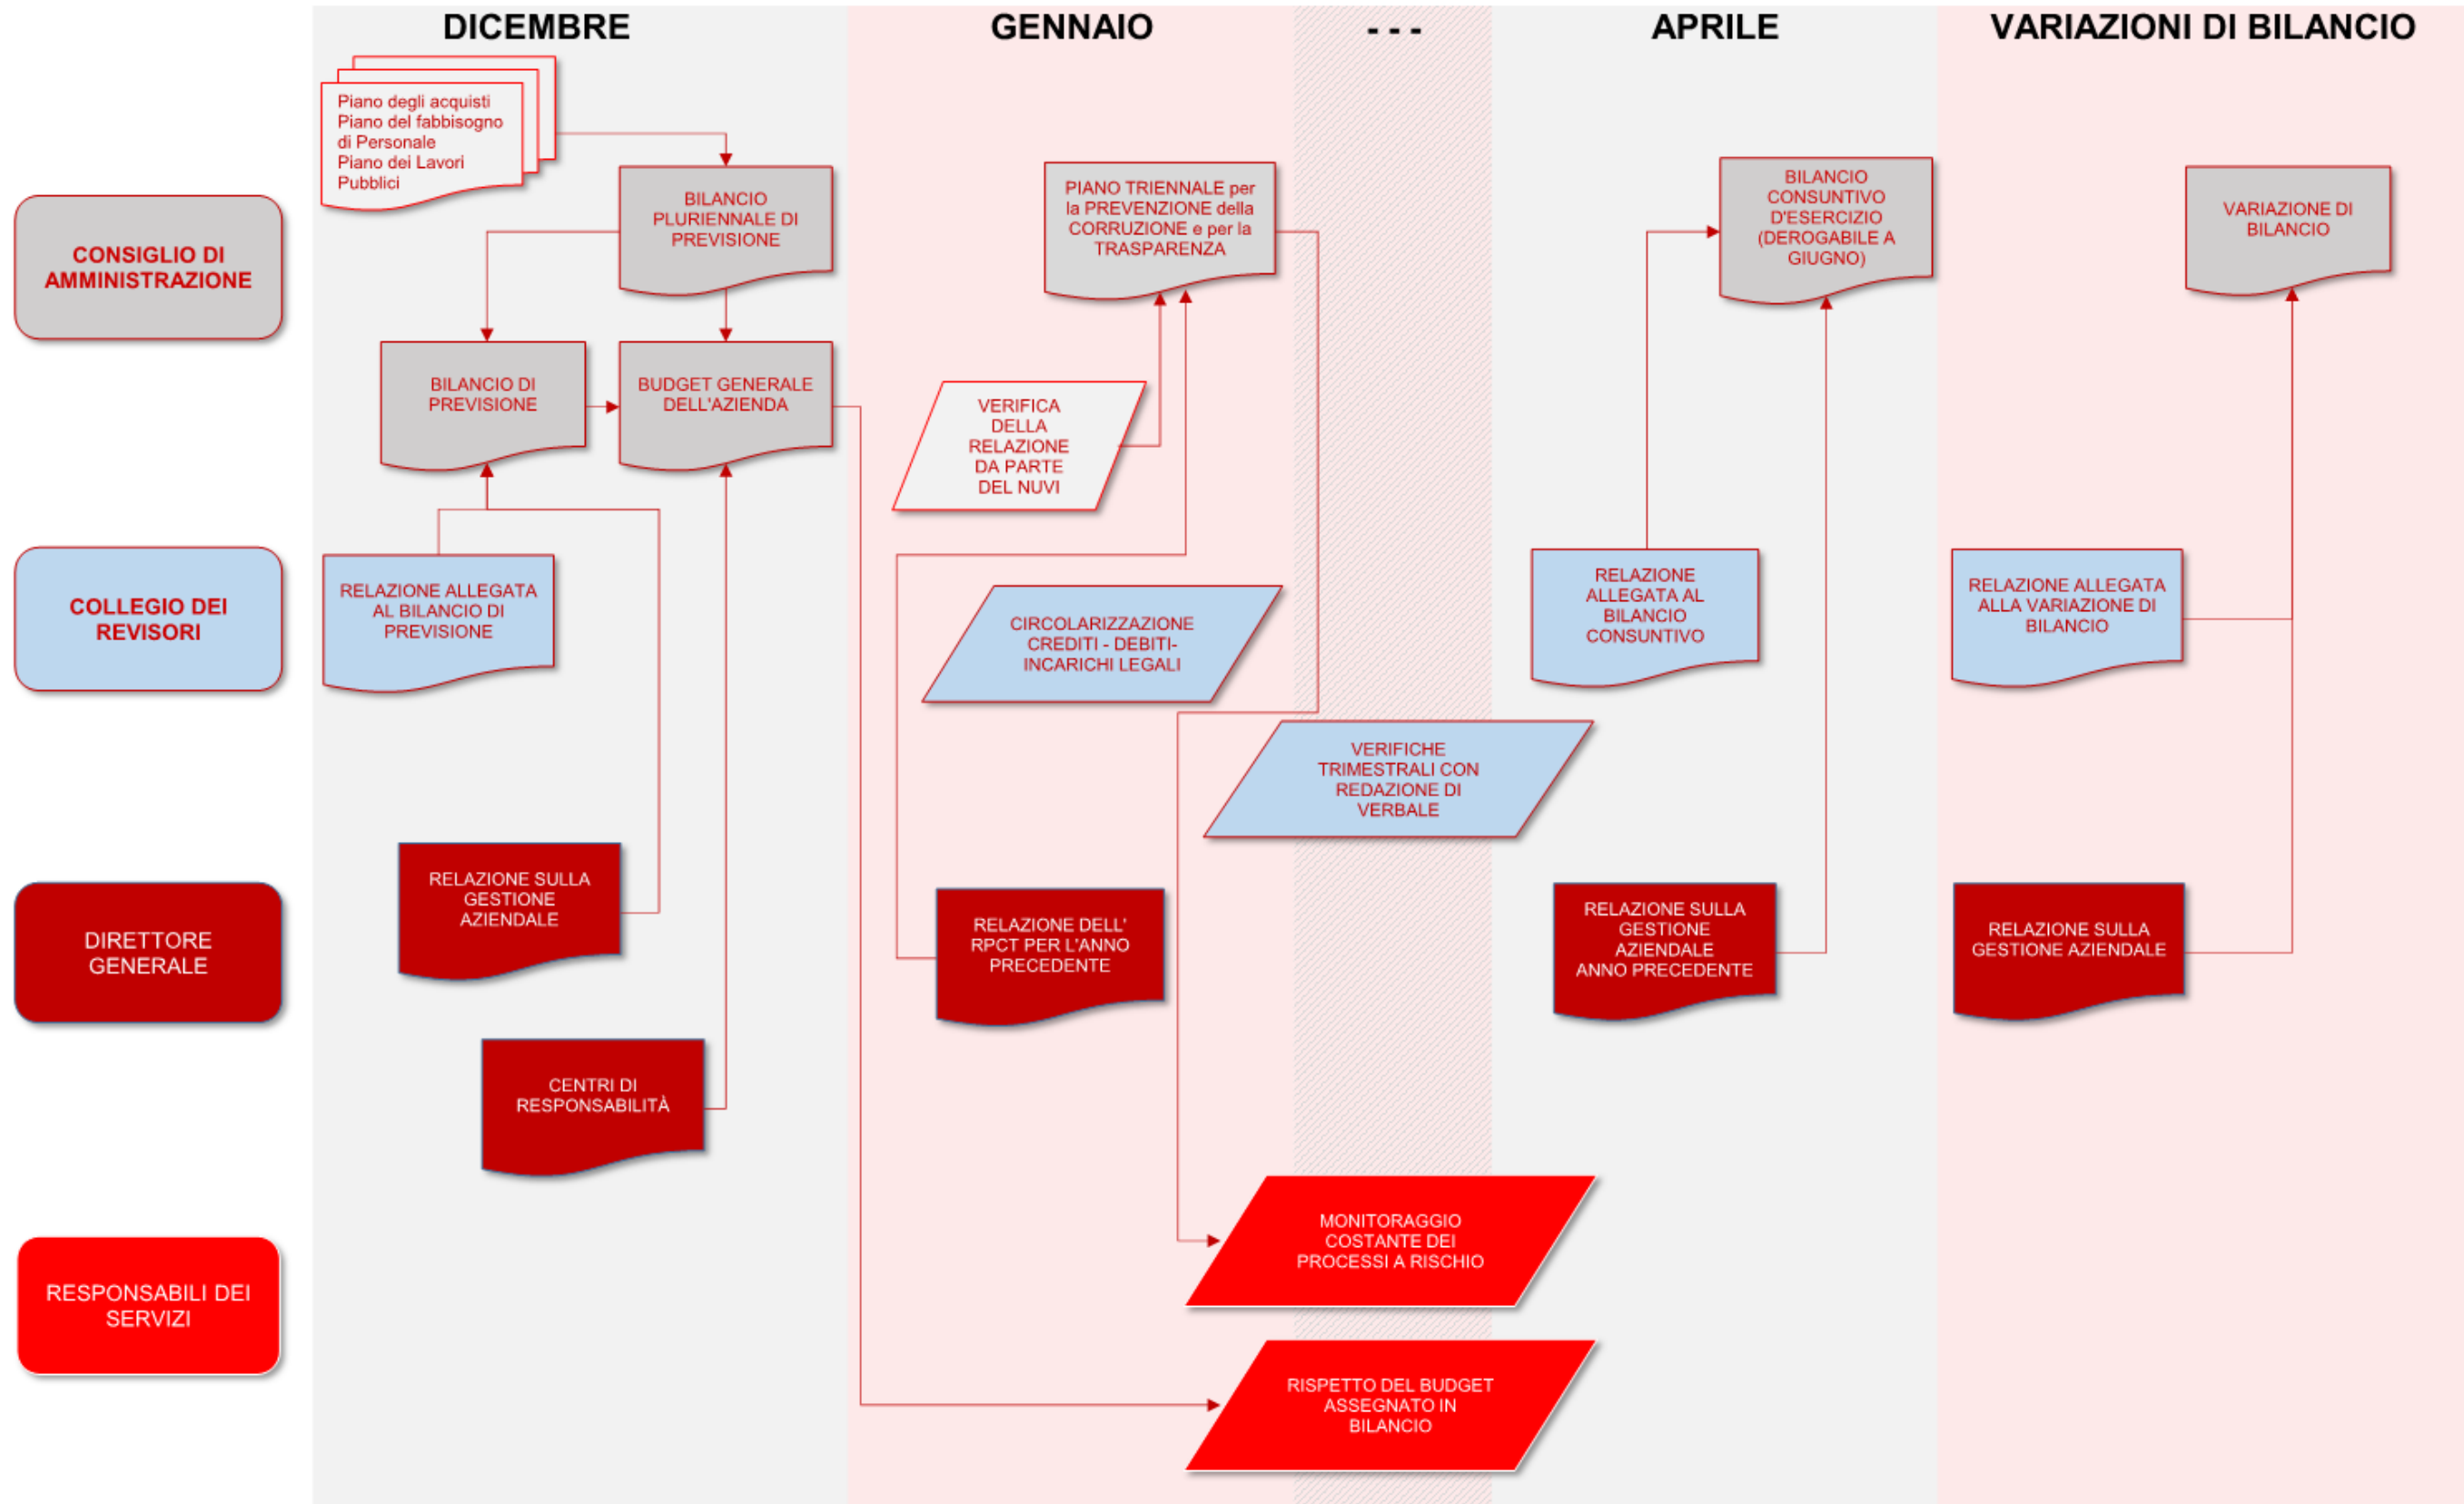 DICEMBRE
GENNAIO
- - -
APRILE
VARIAZIONI DI BILANCIO
CONSIGLIO DI
AMMINISTRAZIONE
Piano degli acquisti
Piano del fabbisogno
di Personale
Piano dei Lavori
Pubblici
BILANCIO
PLURIENNALE DI
PREVISIONE
BILANCIO DI
PREVISIONE
BUDGET GENERALE
DELL'AZIENDA
PIANO TRIENNALE per
la PREVENZIONE della
CORRUZIONE e per la
TRASPARENZA
VERIFICA
DELLA
RELAZIONE
DA PARTE
DEL NUVI
BILANCIO
CONSUNTIVO
D'ESERCIZIO
(DEROGABILE A
GIUGNO)
VARIAZIONE DI
BILANCIO
COLLEGIO DEI
REVISORI
RELAZIONE ALLEGATA
AL BILANCIO DI
PREVISIONE
CIRCOLARIZZAZIONE
CREDITI - DEBITI-
INCARICHI LEGALI
VERIFICHE
TRIMESTRALI CON
REDAZIONE DI
VERBALE
RELAZIONE
ALLEGATA AL
BILANCIO
CONSUNTIVO
RELAZIONE ALLEGATA
ALLA VARIAZIONE DI
BILANCIO
DIRETTORE
GENERALE
RELAZIONE SULLA
GESTIONE
AZIENDALE
CENTRI DI
RESPONSABILITÀ
RELAZIONE DELL'
RPCT PER L'ANNO
PRECEDENTE
RELAZIONE SULLA
GESTIONE
AZIENDALE
ANNO PRECEDENTE
RELAZIONE SULLA
GESTIONE AZIENDALE
RESPONSABILI DEI
SERVIZI
MONITORAGGIO
COSTANTE DEI
PROCESSI A RISCHIO
RISPETTO DEL BUDGET
ASSEGNATO IN
BILANCIO